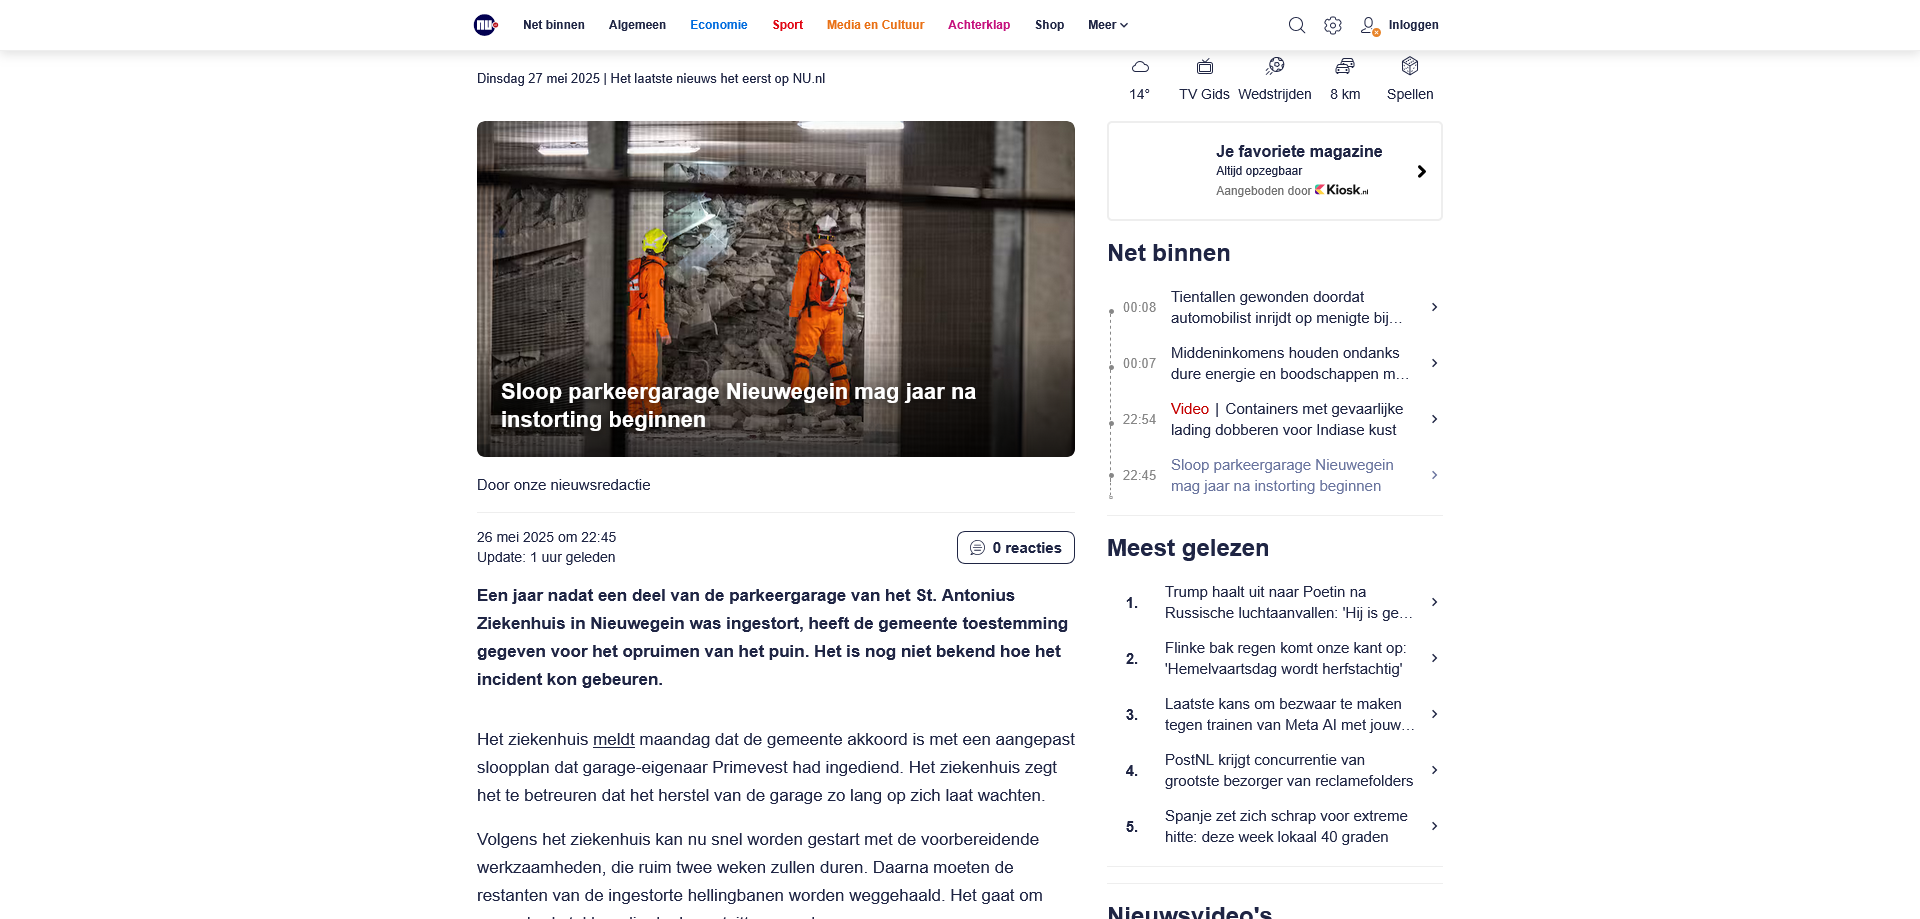 NU
Net binnen
Algemeen
Economie
Sport
Media en Cultuur
Achterklap
Shop
Meer
Inloggen
Dinsdag 27 mei 2025 | Het laatste nieuws het eerst op NU.nl
14°
TV Gids
Wedstrijden
8 km
Spellen
Sloop parkeergarage Nieuwegein mag jaar na
instorting beginnen
Door onze nieuwsredactie
26 mei 2025 om 22:45
Update: 1 uur geleden
0 reacties
Een jaar nadat een deel van de parkeergarage van het St. Antonius
Ziekenhuis in Nieuwegein was ingestort, heeft de gemeente toestemming
gegeven voor het opruimen van het puin. Het is nog niet bekend hoe het
incident kon gebeuren.
Het ziekenhuis meldt maandag dat de gemeente akkoord is met een aangepast
sloopplan dat garage-eigenaar Primevest had ingediend. Het ziekenhuis zegt
het te betreuren dat het herstel van de garage zo lang op zich laat wachten.
Volgens het ziekenhuis kan nu snel worden gestart met de voorbereidende
werkzaamheden, die ruim twee weken zullen duren. Daarna moeten de
restanten van de ingestorte hellingbanen worden weggehaald. Het gaat om
Je favoriete magazine
Altijd opzegbaar
Aangeboden door Kiosk.nl
Net binnen
00:08
Tientallen gewonden doordat
automobilist inrijdt op menigte bij…
00:07
Middeninkomens houden ondanks
dure energie en boodschappen m…
22:54
Video | Containers met gevaarlijke
lading dobberen voor Indiase kust
22:45
Sloop parkeergarage Nieuwegein
mag jaar na instorting beginnen
Meest gelezen
1.
Trump haalt uit naar Poetin na
Russische luchtaanvallen: 'Hij is ge…
2.
Flinke bak regen komt onze kant op:
'Hemelvaartsdag wordt herfstachtig'
3.
Laatste kans om bezwaar te maken
tegen trainen van Meta AI met jouw…
4.
PostNL krijgt concurrentie van
grootste bezorger van reclamefolders
5.
Spanje zet zich schrap voor extreme
hitte: deze week lokaal 40 graden
Nieuwsvideo's